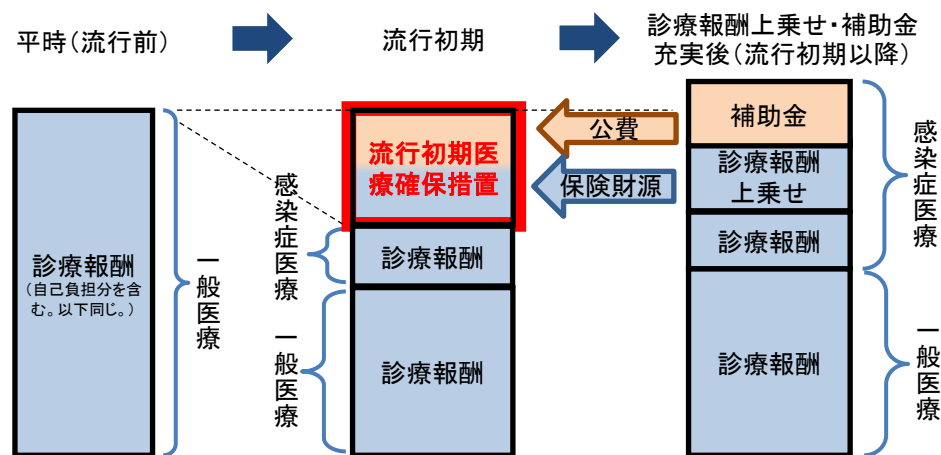 平時(流行前)
流行初期
診療報酬上乗せ・補助金
充実後(流行初期以降)
診療報酬
(自己負担分を含
む。以下同じ。)
一般医療
流行初期医
療確保措置
診療報酬
診療報酬
感染症医療
一般医療
公費
保険財源
補助金
診療報酬
上乗せ
診療報酬
診療報酬
感染症医療
一般医療